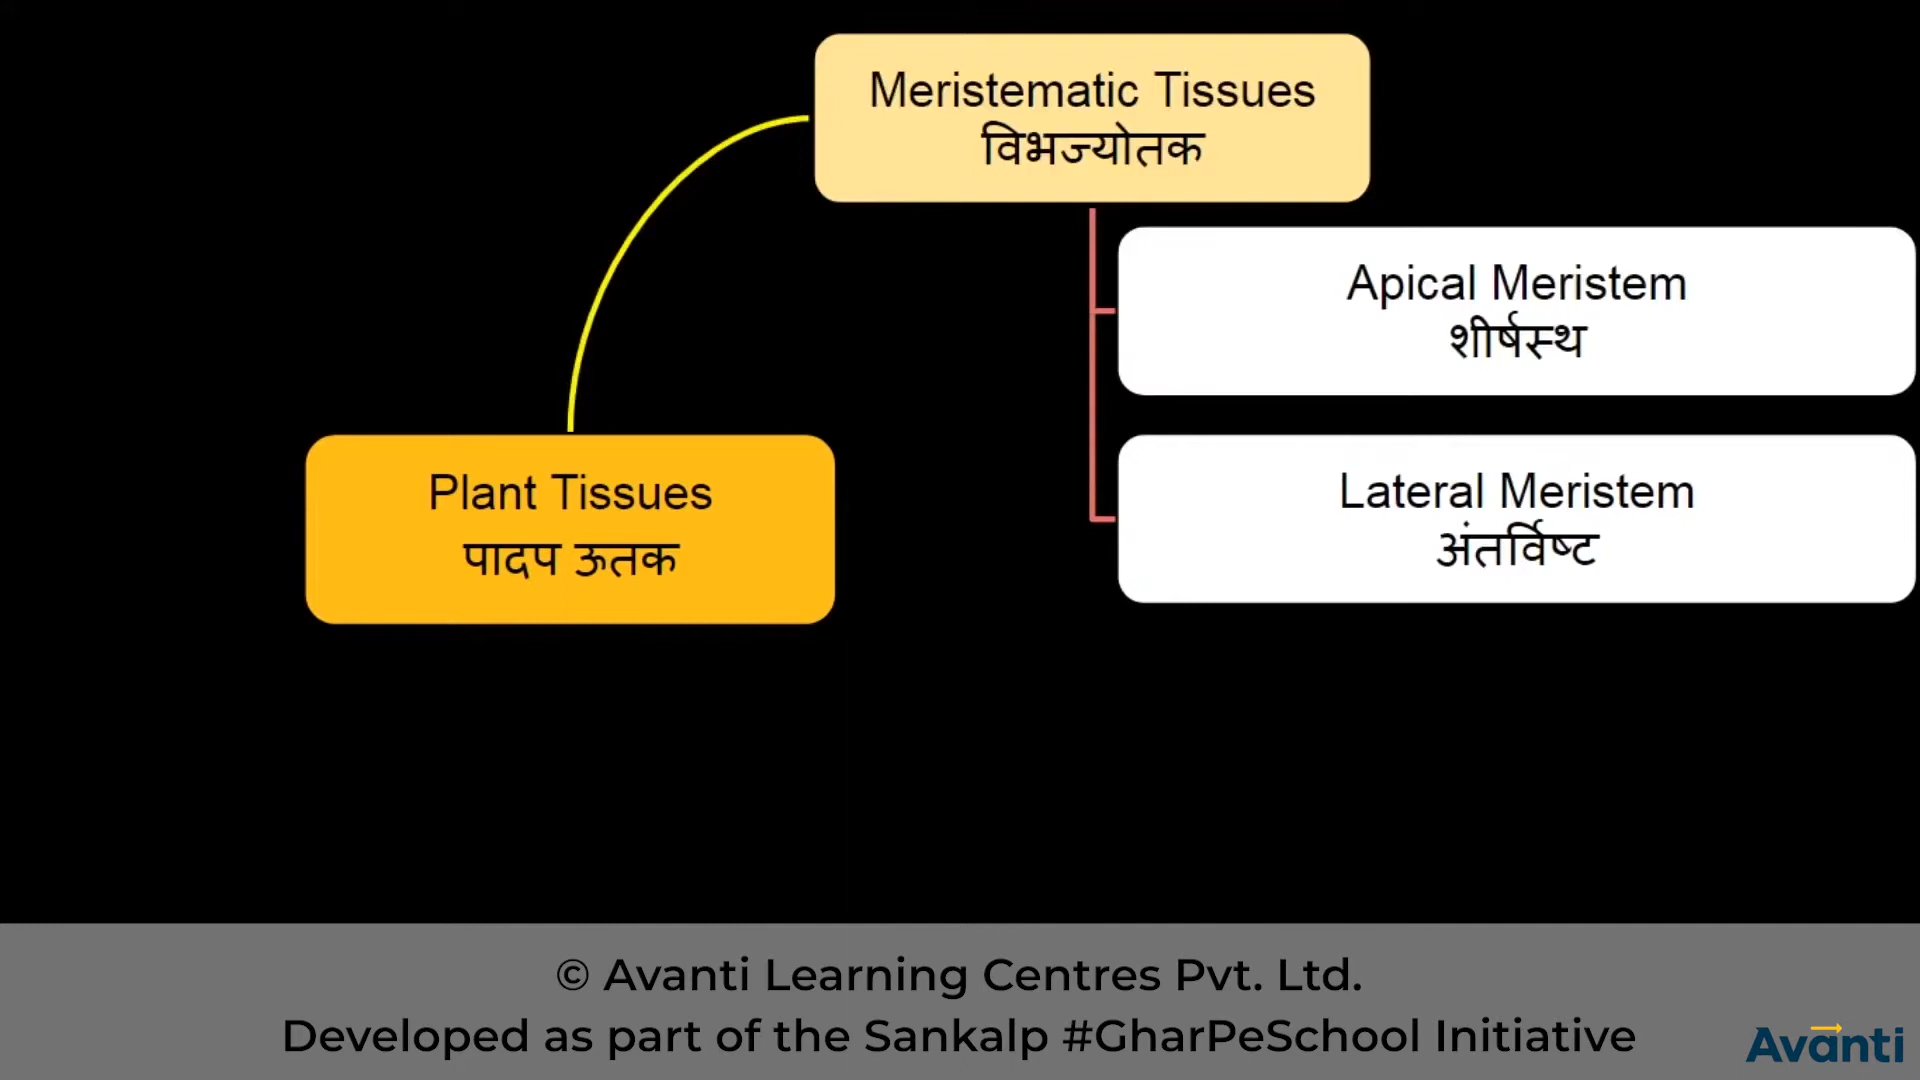 Meristematic Tissues
विभज्योतक
Apical Meristem
शीर्षस्थ
Plant Tissues
पादप ऊतक
Lateral Meristem
अंतर्विष्ट
© Avanti Learning Centres Pvt. Ltd.
Developed as part of the Sankalp #GharPeSchool Initiative
Avanti